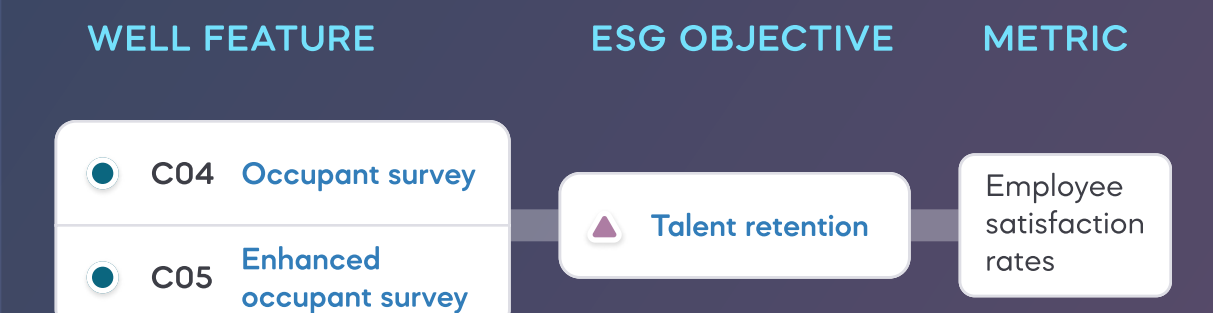 WELL FEATURE
ESG OBJECTIVE
METRIC
C04 Occupant survey
C05 Enhanced
occupant survey
Talent retention
Employee
satisfaction
rates